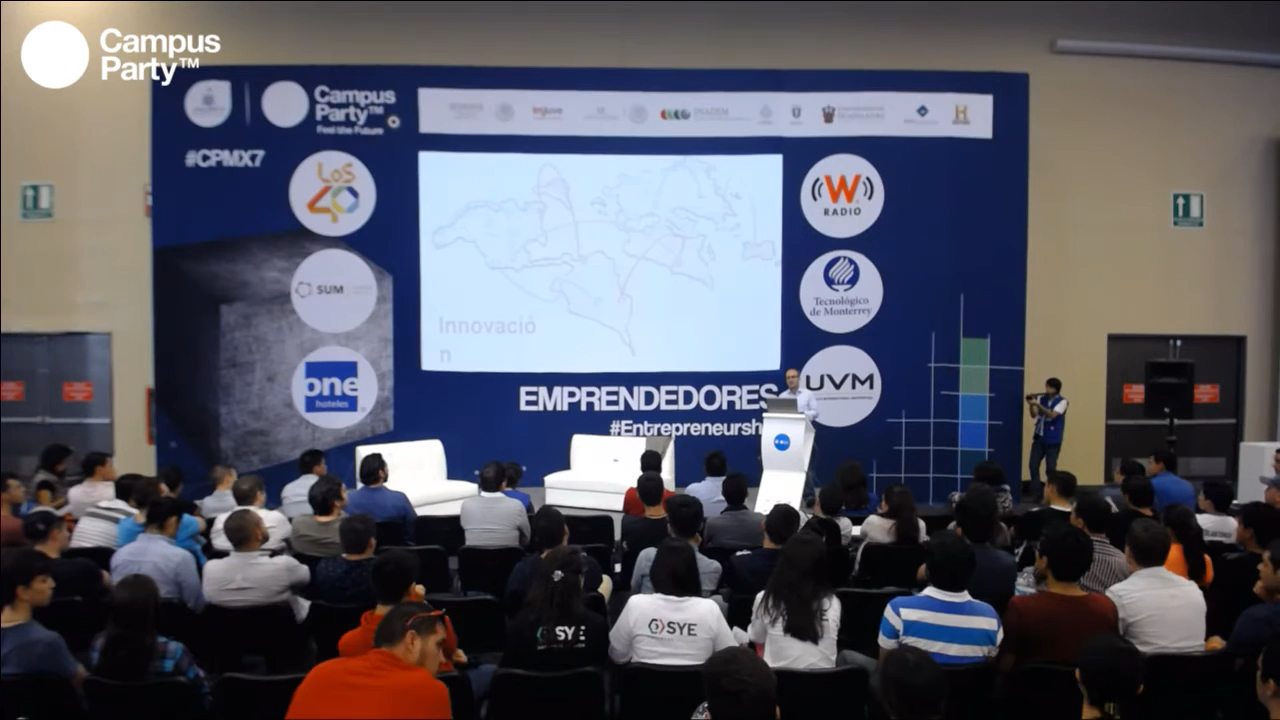 Campus
Party™
Campus
Party™
Feel the Future
#CPMX7
LOS
40
W
RADIO
SUM
Tecnológico
de Monterrey
Innovació
n
one
hoteles
UVM
EMPRENDEDORES
#Entrepreneursh
SYE
SYE